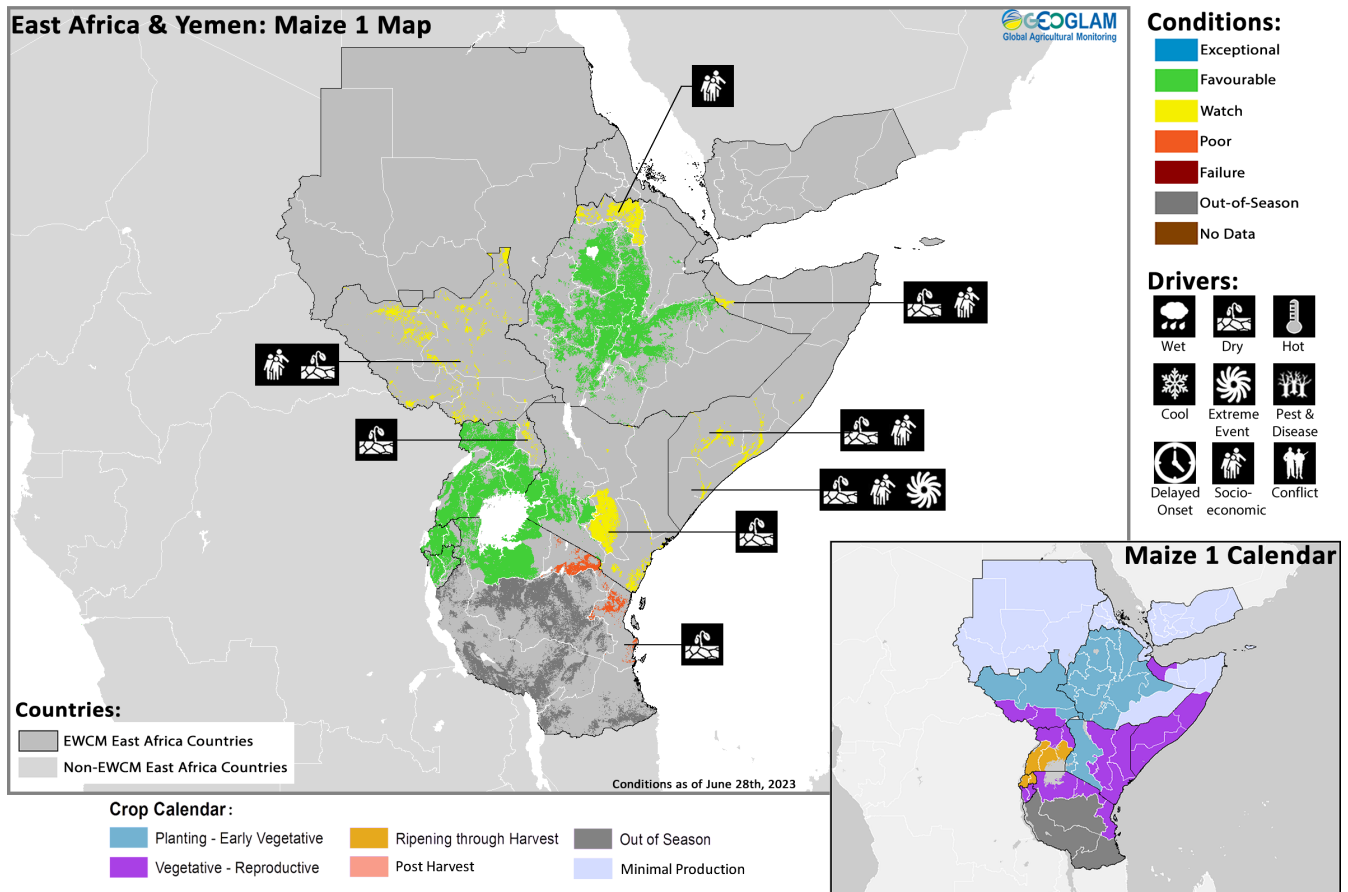 East Africa & Yemen: Maize 1 Map
GEOGLAM
Global Agricultural Monitoring
Conditions:
Exceptional
Favourable
Watch
Poor
Failure
Out-of-Season
No Data
Drivers:
Wet
Dry
Hot
Cool
Extreme
Event
Pest &
Disease
Delayed
Onset
Socio-
economic
Conflict
Maize 1 Calendar
Countries:
EWCM East Africa Countries
Non-EWCM East Africa Countries
Conditions as of June 28th, 2023
Crop Calendar:
Planting - Early Vegetative
Vegetative - Reproductive
Ripening through Harvest
Post Harvest
Out of Season
Minimal Production